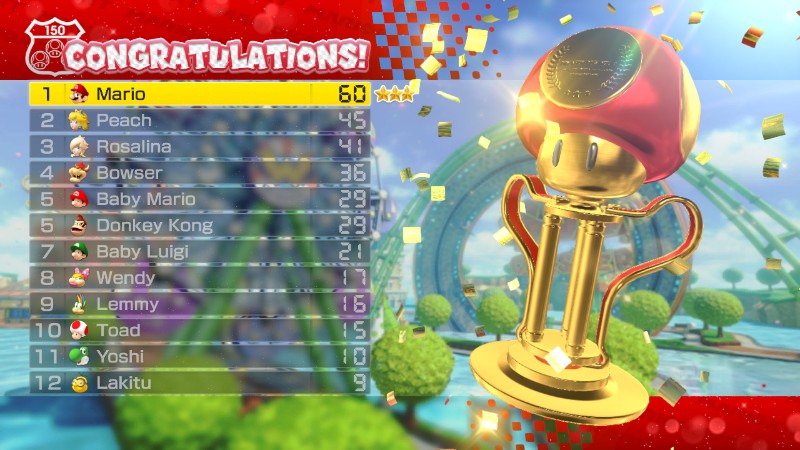 150
CONGRATULATIONS!
1 Mario 60
2 Peach 45
3 Rosalina 41
4 Bowser 36
5 Baby Mario 29
5 Donkey Kong 29
7 Baby Luigi 21
8 Wendy 17
9 Lemmy 16
10 Toad 15
11 Yoshi 10
12 Lakitu 9